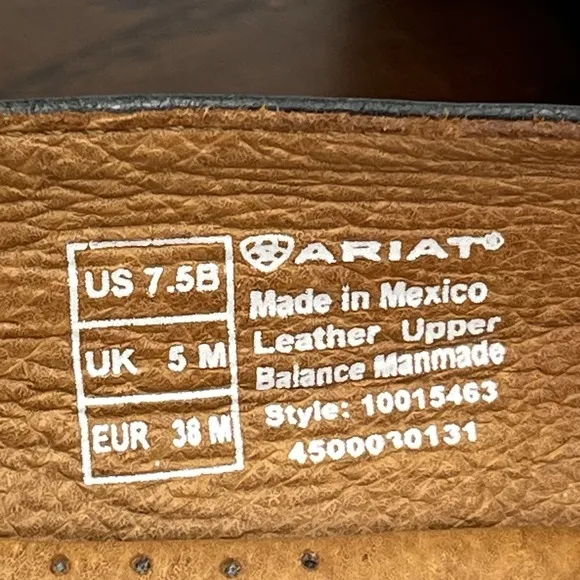 US 7.5B
UK 5 M
EUR 38 M
ARIAT®
Made in Mexico
Leather Upper
Balance Manmade
Style: 10015463
4500030131